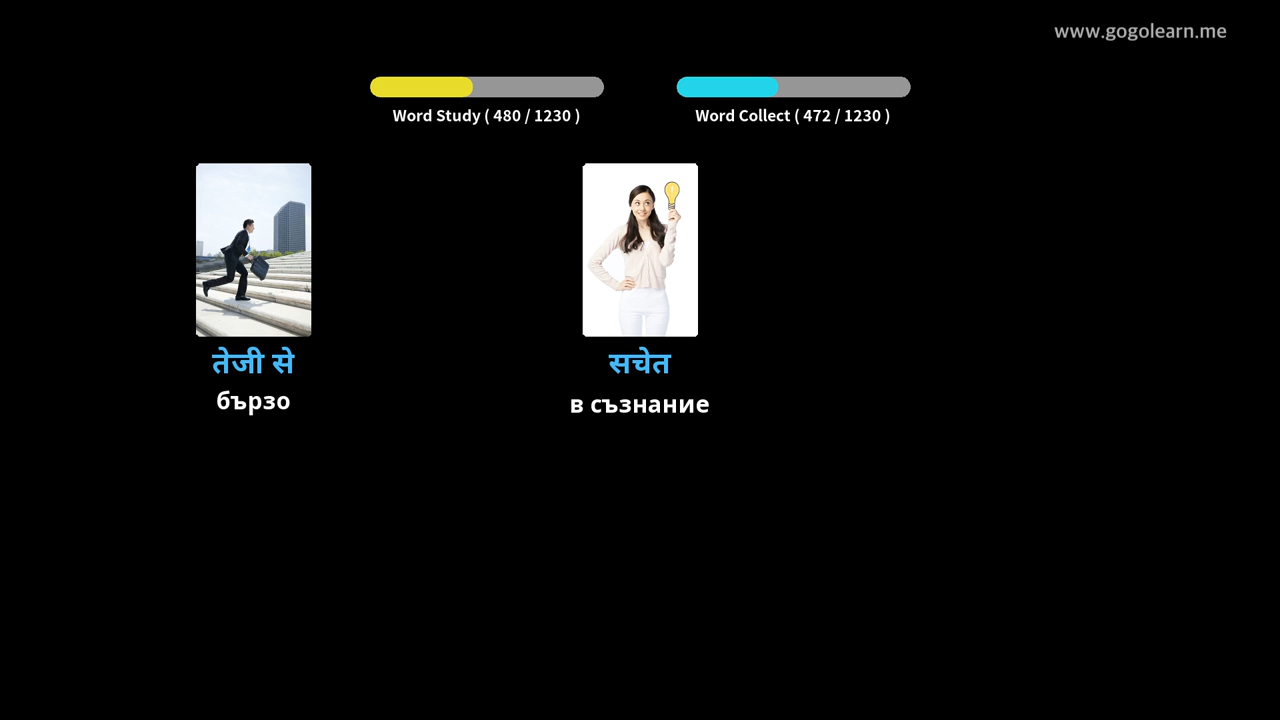 www.gogolearn.me
Word Study ( 480 / 1230 )
Word Collect ( 472 / 1230 )
तेजी से
бързо
सचेत
в съзнание